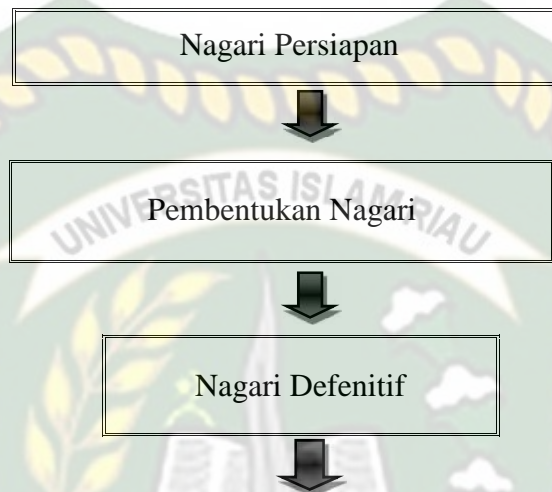 Nagari Persiapan
UNIVERSITAS ISLAM RIAU
Pembentukan Nagari
Nagari Defenitif